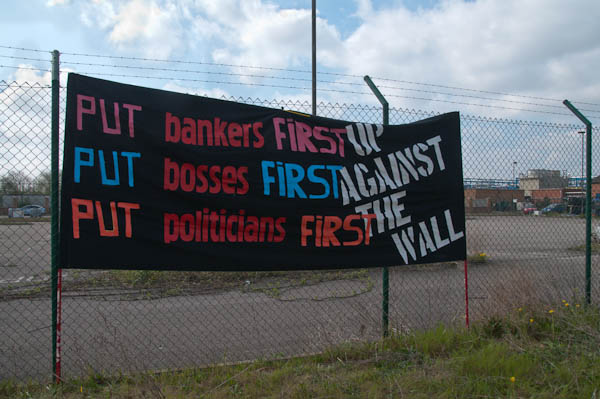 PUT bankers FIRST UP
PUT bosses FIRST AGAINST
PUT politicians FIRST THE
WALL